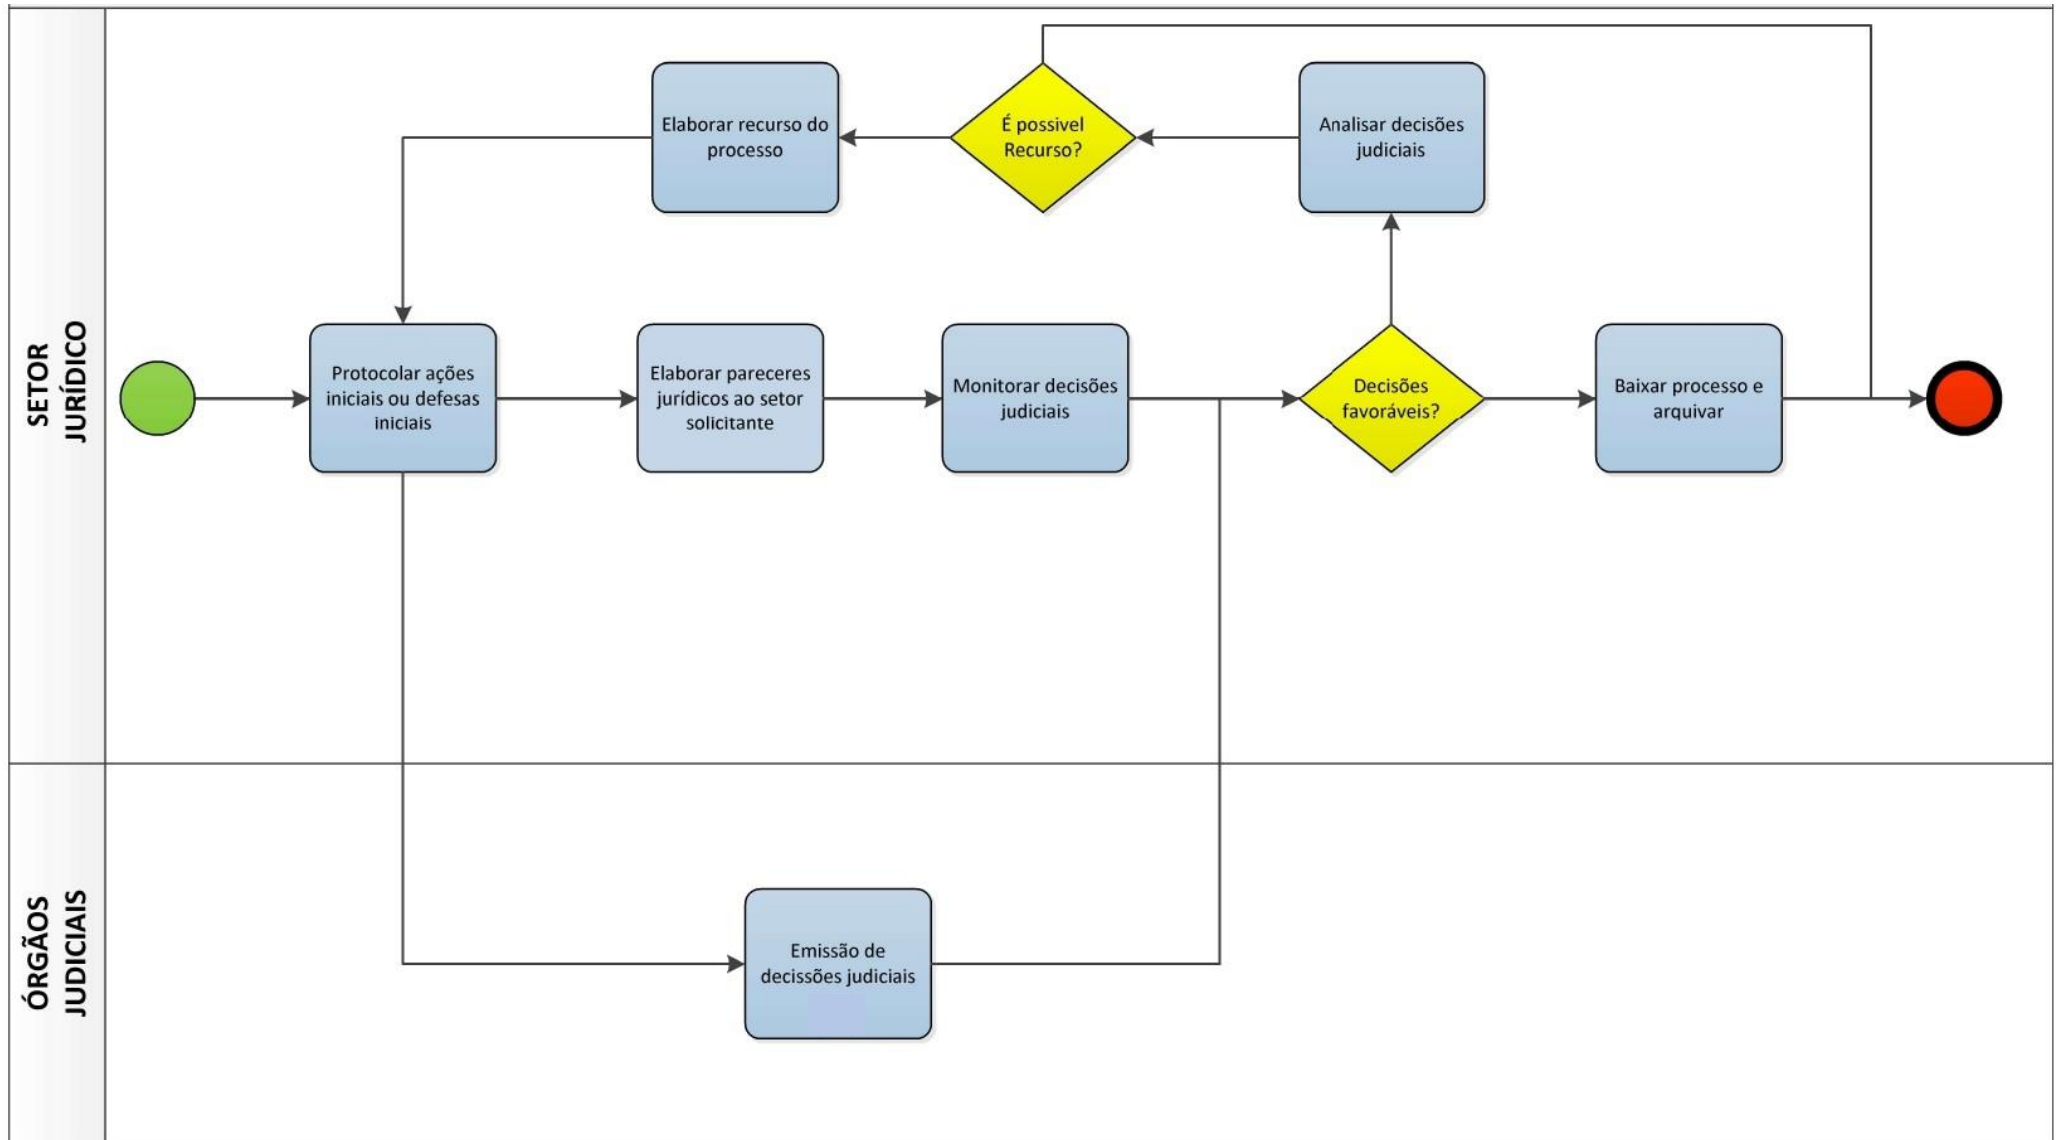 SETOR
JURÍDICO
Elaborar recurso do
processo
É possivel
Recurso?
Analisar decisões
judiciais
Protocolar ações
iniciais ou defesas
iniciais
Elaborar pareceres
jurídicos ao setor
solicitante
Monitorar decisões
judiciais
Decisões
favoráveis?
Baixar processo e
arquivar
ÓRGÃOS
JUDICIAIS
Emissão de
decissões judiciais